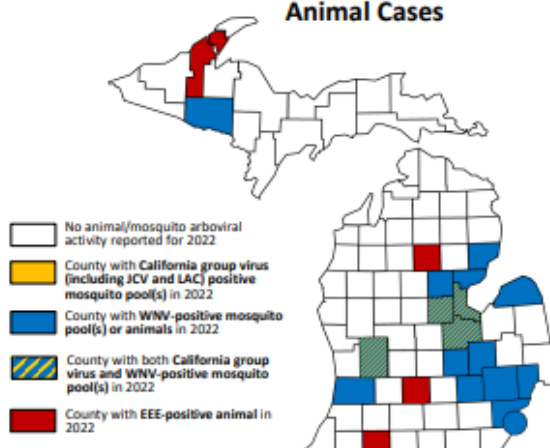 Animal Cases
No animal/mosquito arboviral
activity reported for 2022
County with California group virus
(including JCV and LAC) positive
mosquito pool(s) in 2022
County with WNV-positive mosquito
pool(s) or animals in 2022
County with both California group
virus and WNV-positive mosquito
pool(s) in 2022
County with EEE-positive animal in
2022